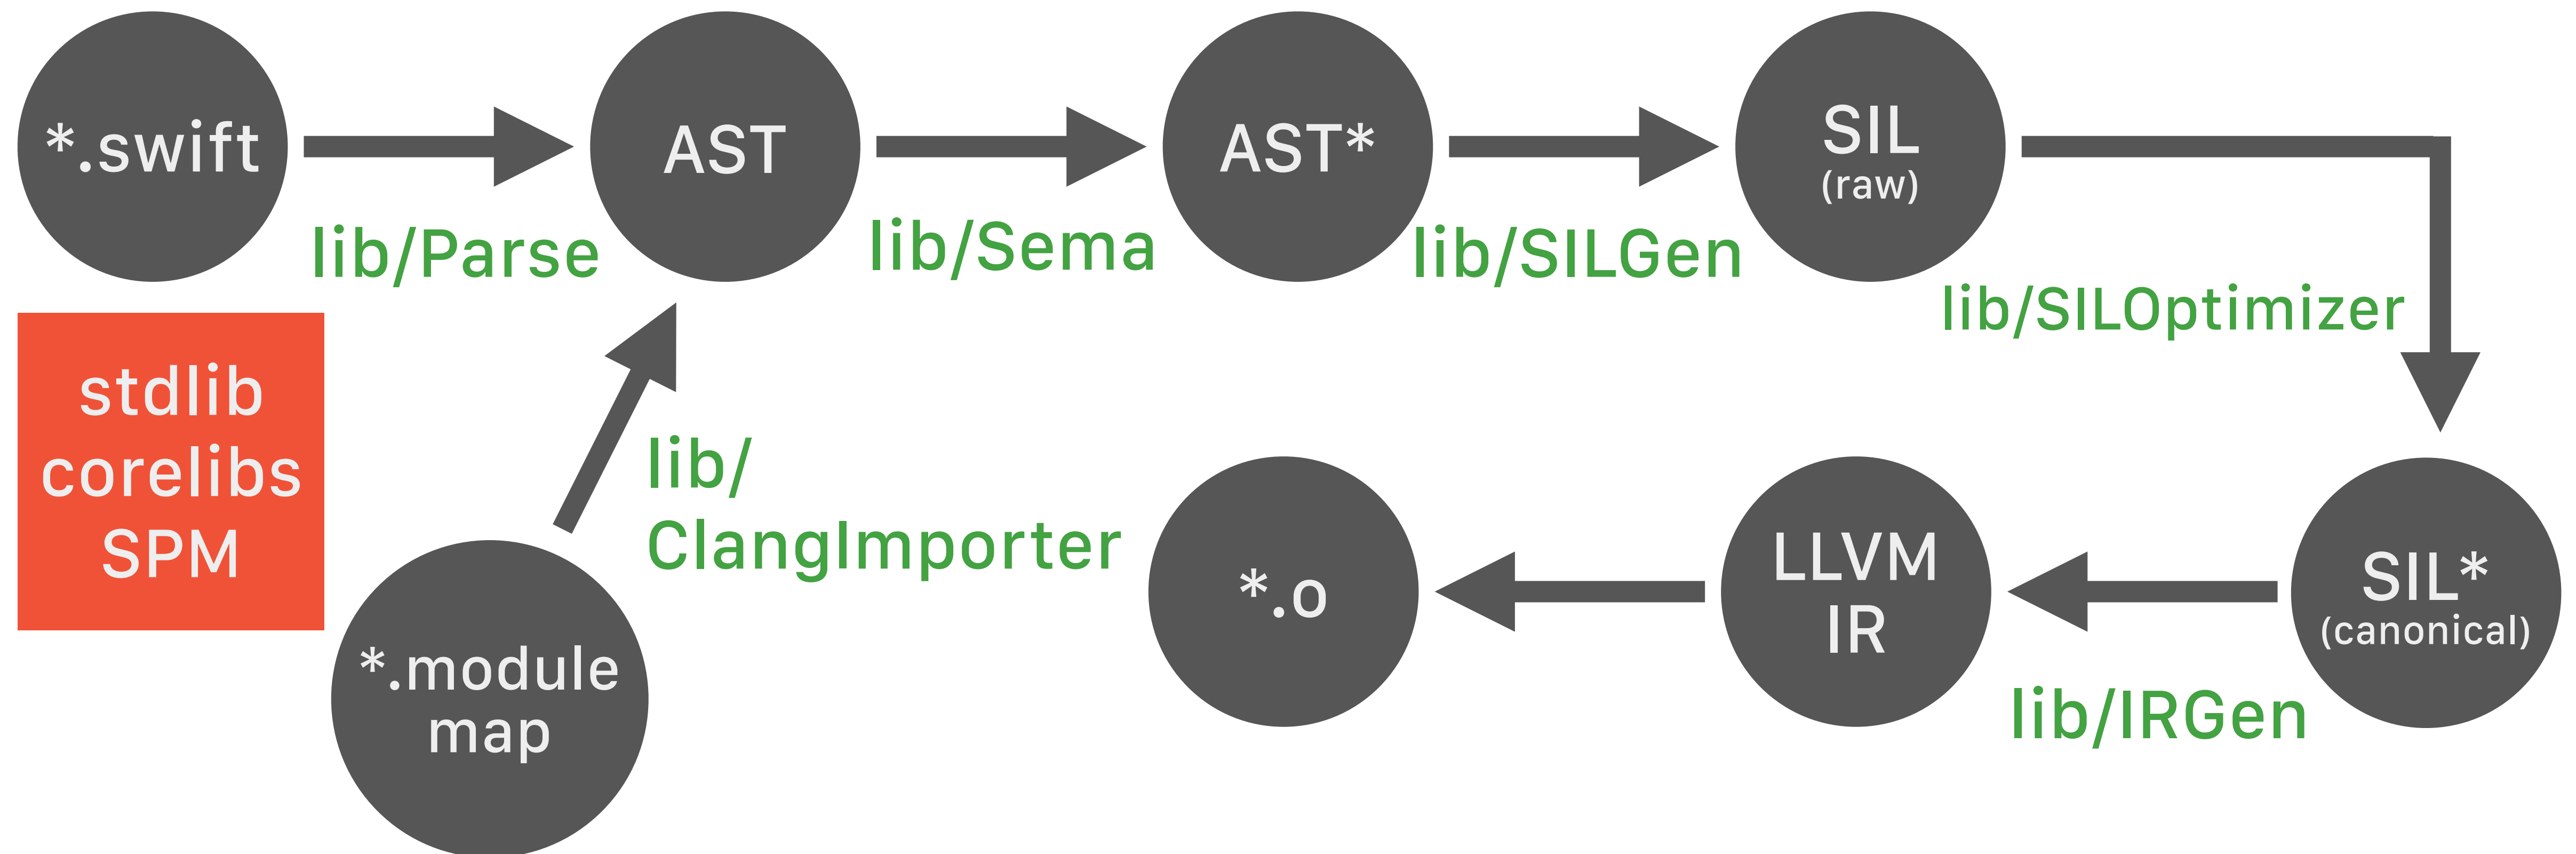 *.swift
lib/Parse
AST
lib/Sema
AST*
lib/SILGen
SIL
(raw)
lib/SILOptimizer
stdlib
corelibs
SPM
*.module
map
lib/
ClangImporter
*.o
LLVM
IR
lib/IRGen
SIL*
(canonical)